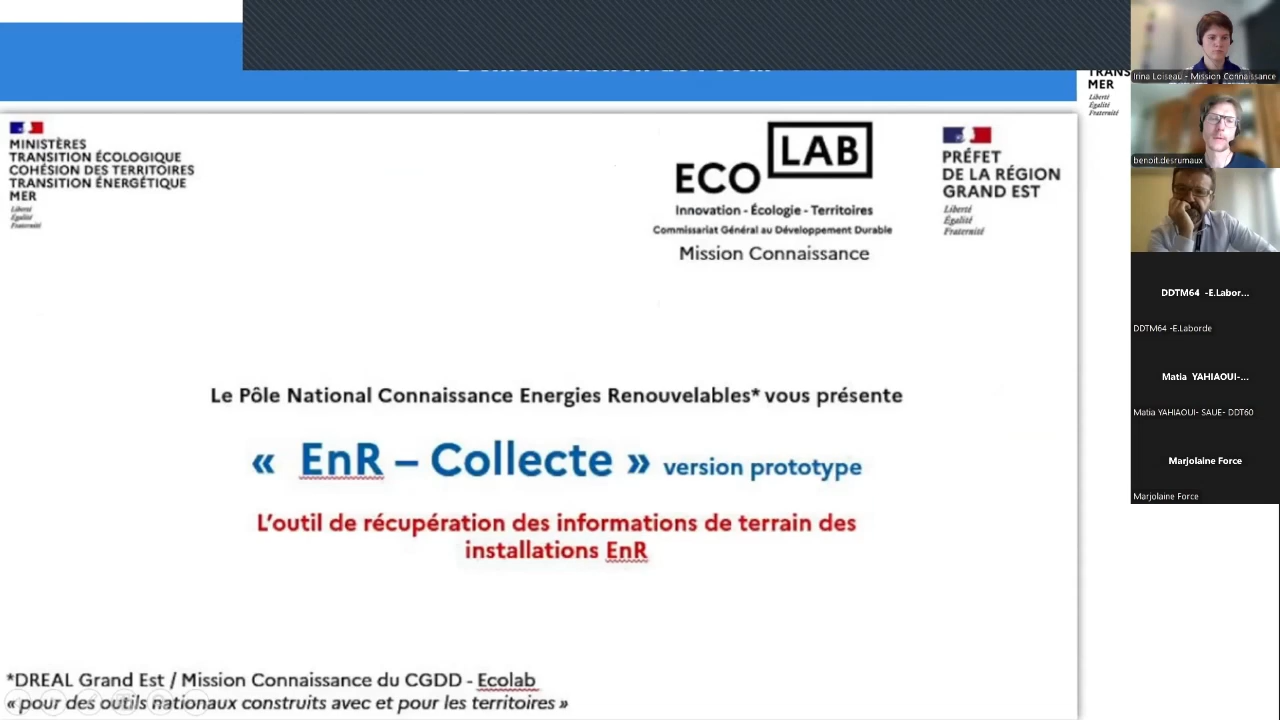 TRANS
MER
Liberté
Égalité
Fraternité
MINISTÈRES
TRANSITION ÉCOLOGIQUE
COHÉSION DES TERRITOIRES
TRANSITION ÉNERGÉTIQUE
MER
Liberté
Égalité
Fraternité
ECO LAB
Innovation - Écologie - Territoires
Commissariat Général au Développement Durable
Mission Connaissance
PRÉFET
DE LA RÉGION
GRAND EST
Liberté
Égalité
Fraternité
Le Pôle National Connaissance Energies Renouvelables* vous présente
« EnR – Collecte » version prototype
L'outil de récupération des informations de terrain des
installations EnR
*DREAL Grand Est / Mission Connaissance du CGDD - Ecolab
« pour des outils nationaux construits avec et pour les territoires »
Irina Loiseau - Mission Connaissance
benoit.desrumaux
DDTM64 -E.Labor...
DDTM64 -E.Laborde
Matia YAHIAOUI-...
Matia YAHIAOUI- SAUE- DDT60
Marjolaine Force
Marjolaine Force